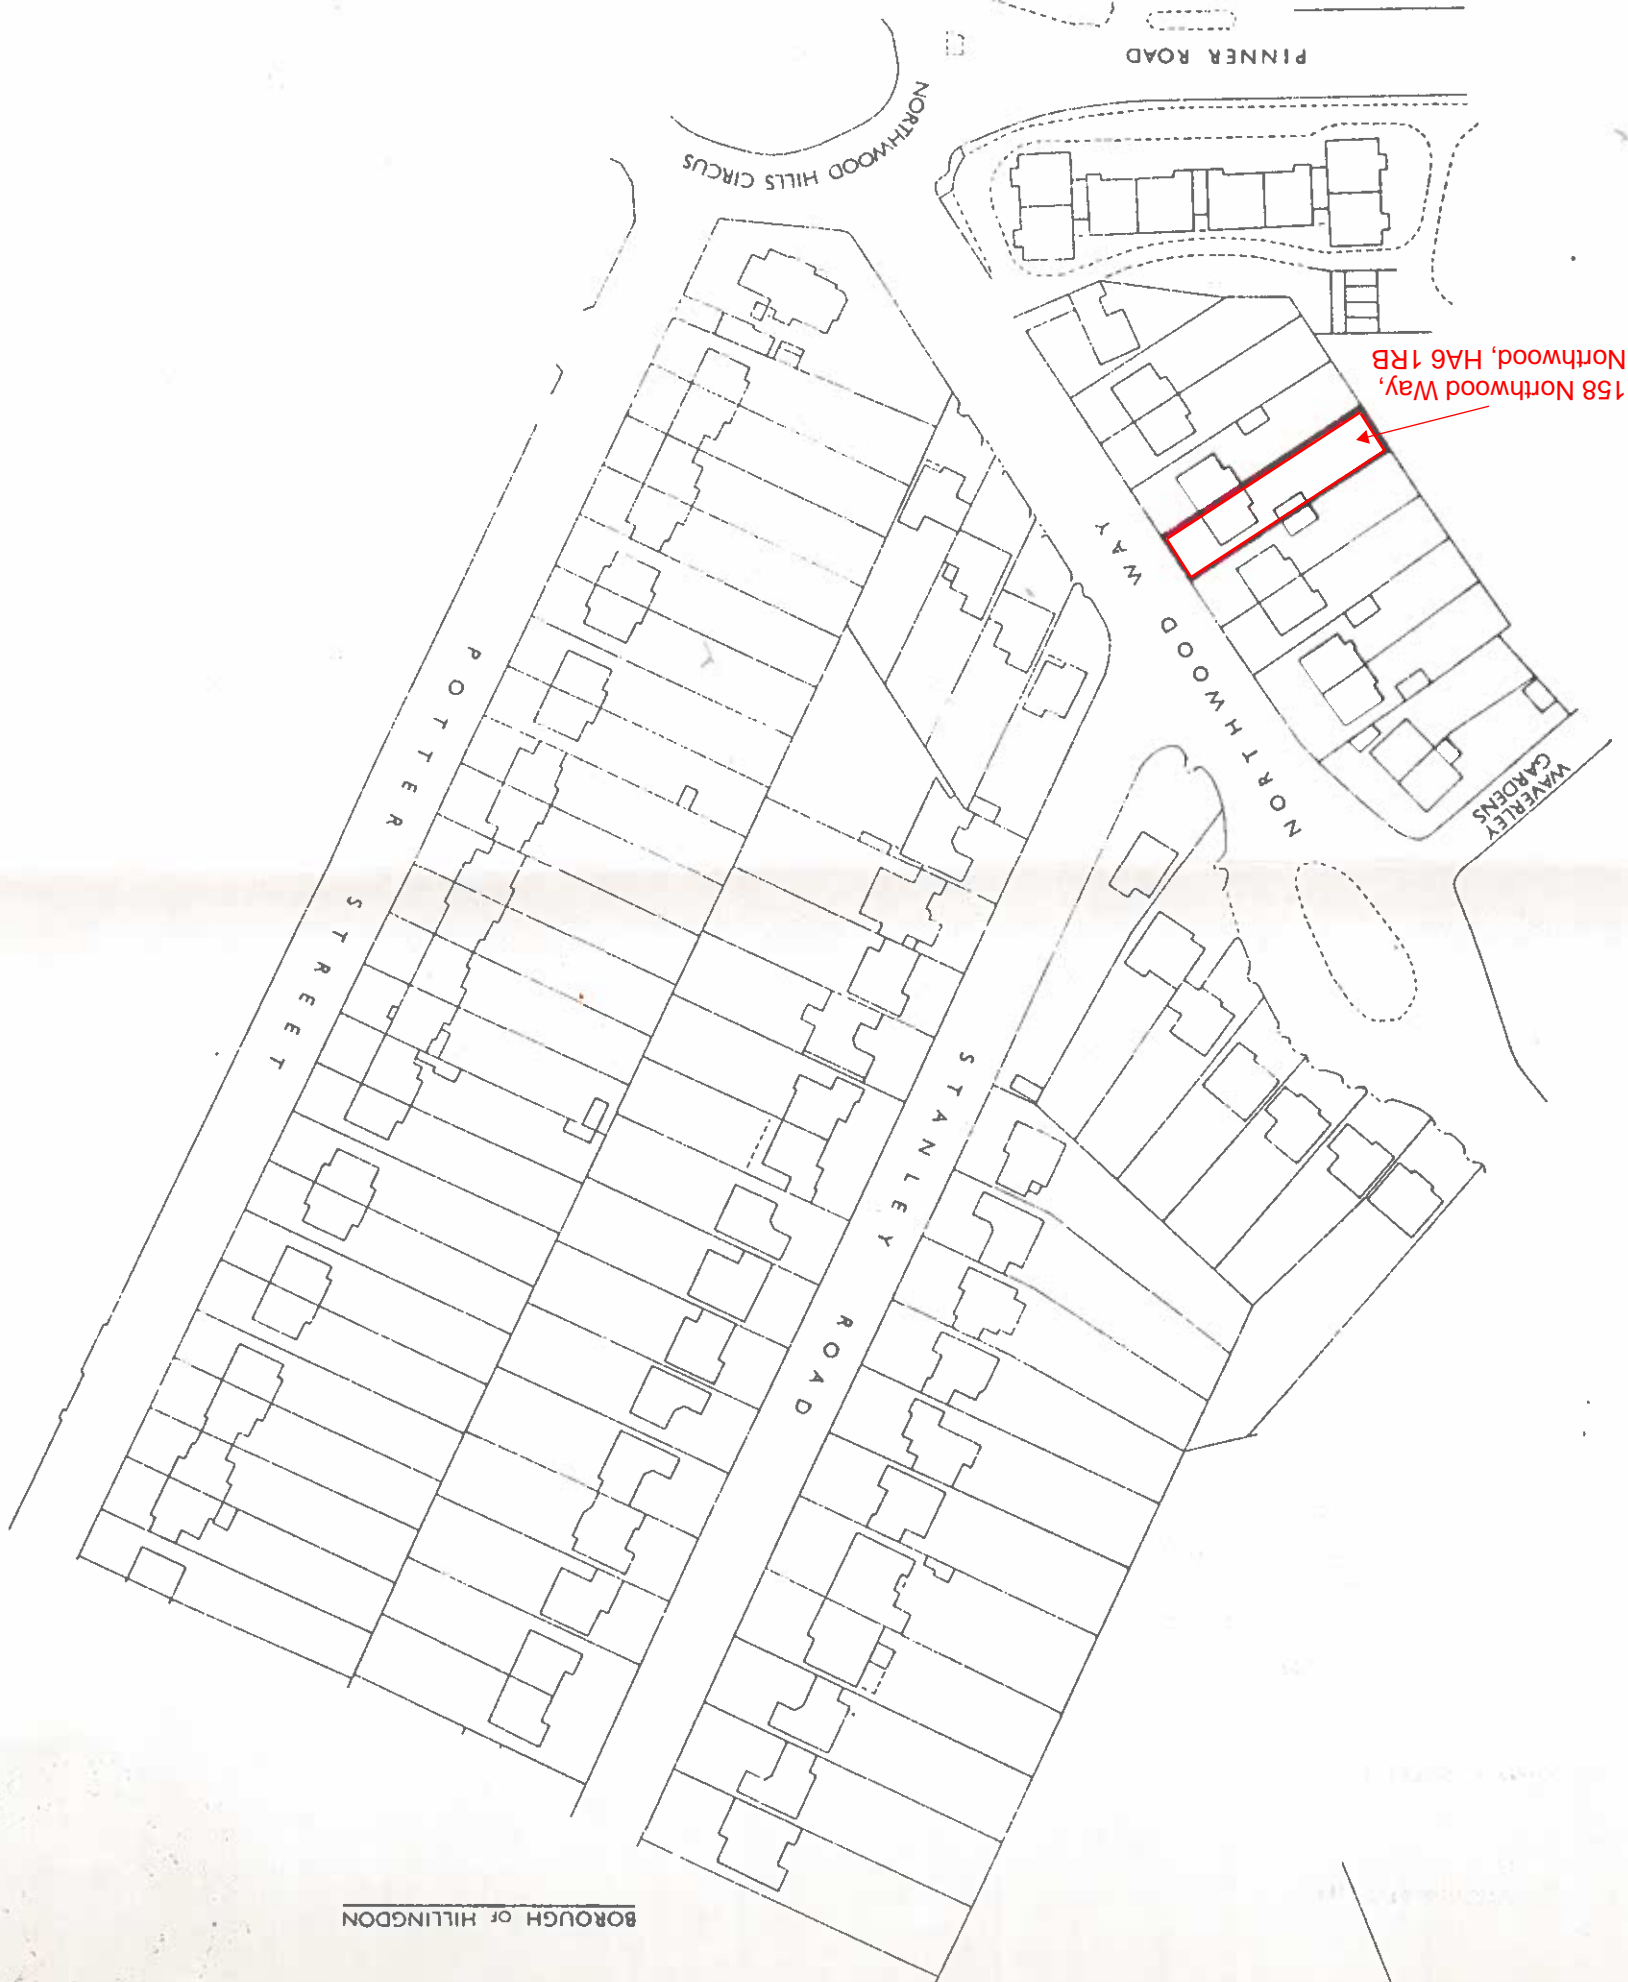 BOROUGH OF HILLINGDON
STANLEY ROAD
POTTER STREET
WAVERLEY
GARDENS
NORTHWOOD WAY
158 Northwood Way,
Northwood, HA6 1RB
NORTHWOOD HILLS CIRCUS
PINNER ROAD